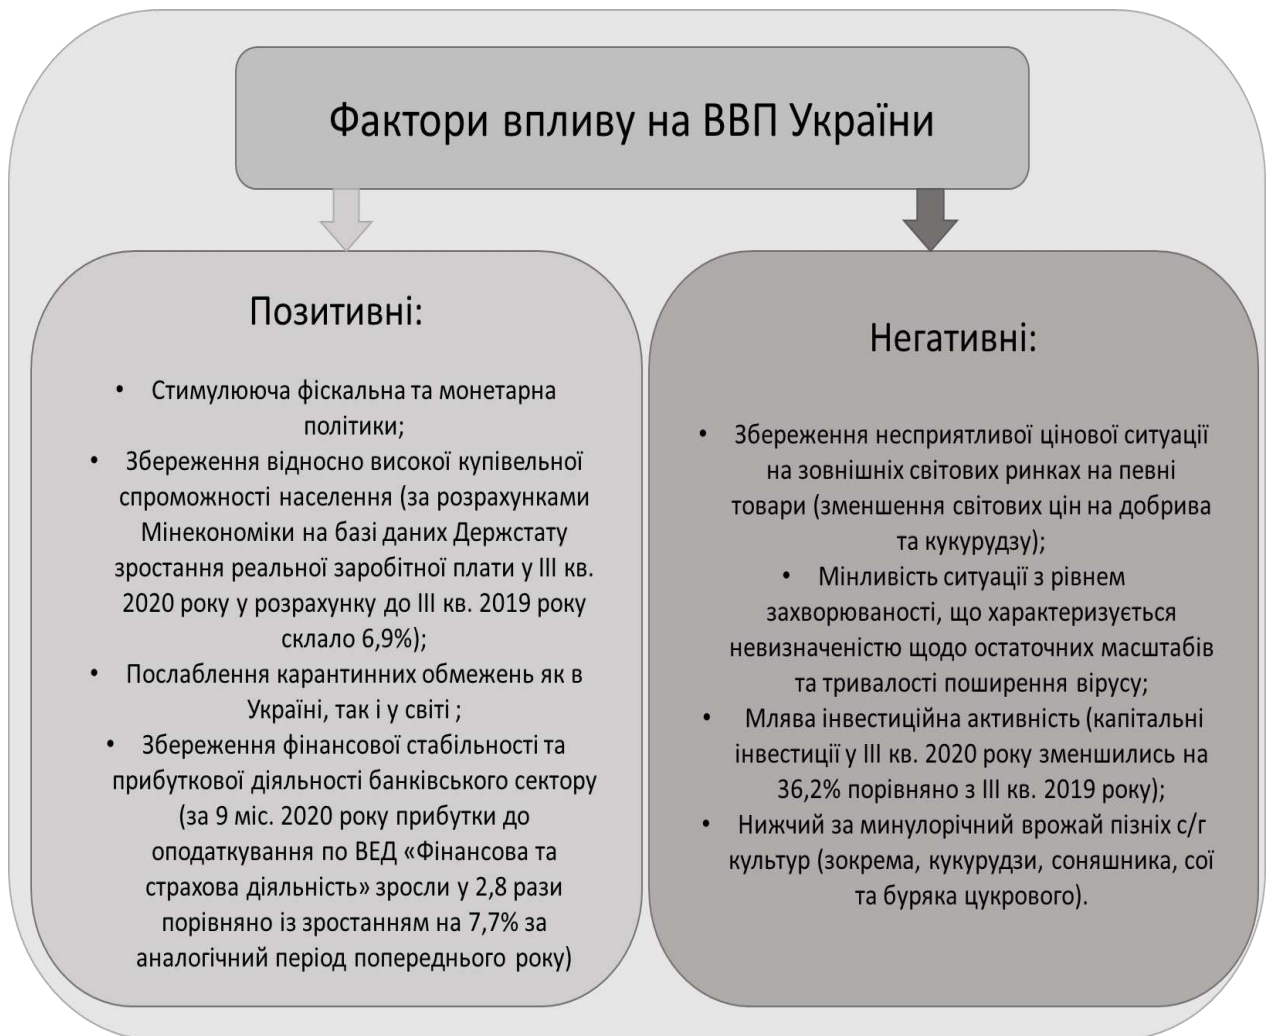 Фактори впливу на ВВП України
Позитивні:
• Стимулююча фіскальна та монетарна
політики;
• Збереження відносно високої купівельної
спроможності населення (за розрахунками
Мінекономіки на базі даних Держстату
зростання реальної заробітної плати у ІІІ кв.
2020 року у розрахунку до ІІІ кв. 2019 року
склало 6,9%);
• Послаблення карантинних обмежень як в
Україні, так і у світі ;
• Збереження фінансової стабільності та
прибуткової діяльності банківського сектору
(за 9 міс. 2020 року прибутки до
оподаткування по ВЕД «Фінансова та
страхова діяльність» зросли у 2,8 рази
порівняно із зростанням на 7,7% за
аналогічний період попереднього року)
Негативні:
• Збереження несприятливої цінової ситуації
на зовнішніх світових ринках на певні
товари (зменшення світових цін на добрива
та кукурудзу);
• Мінливість ситуації з рівнем
захворюваності, що характеризується
невизначеністю щодо остаточних масштабів
та тривалості поширення вірусу;
• Млява інвестиційна активність (капітальні
інвестиції у ІІІ кв. 2020 року зменшились на
36,2% порівняно з ІІІ кв. 2019 року);
• Нижчий за минулорічний врожай пізніх с/г
культур (зокрема, кукурудзи, соняшника, сої
та буряка цукрового).